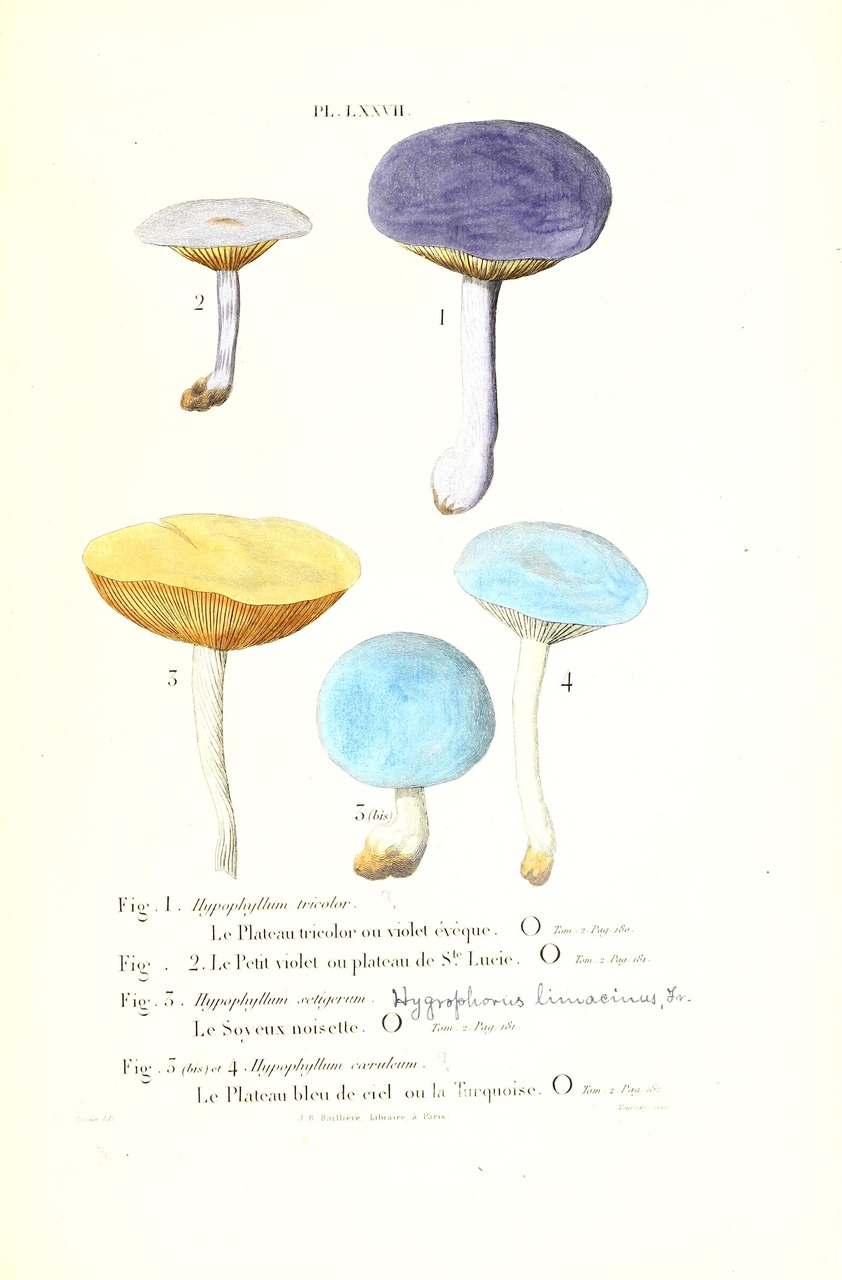 PL. LXXVII.
2
1
3
4
3 (bis)
Fig. 1. Hypophyllum tricolor. ?
Le Plateau tricolor ou violet évêque. O Tom. 2. Pag. 180.
Fig. 2. Le Petit violet ou plateau de Ste Lucie. O Tom. 2. Pag. 181.
Fig. 3. Hypophyllum setigerum. Hygrophorus limacinus, Fr.
Le Soyeux noisette. O Tom. 2. Pag. 181.
Fig. 3 (bis) et 4. Hypophyllum cœruleum. ?
Le Plateau bleu de ciel ou la Turquoise. O Tom. 2. Pag.
J. B. Baillière, Libraire, à Paris.